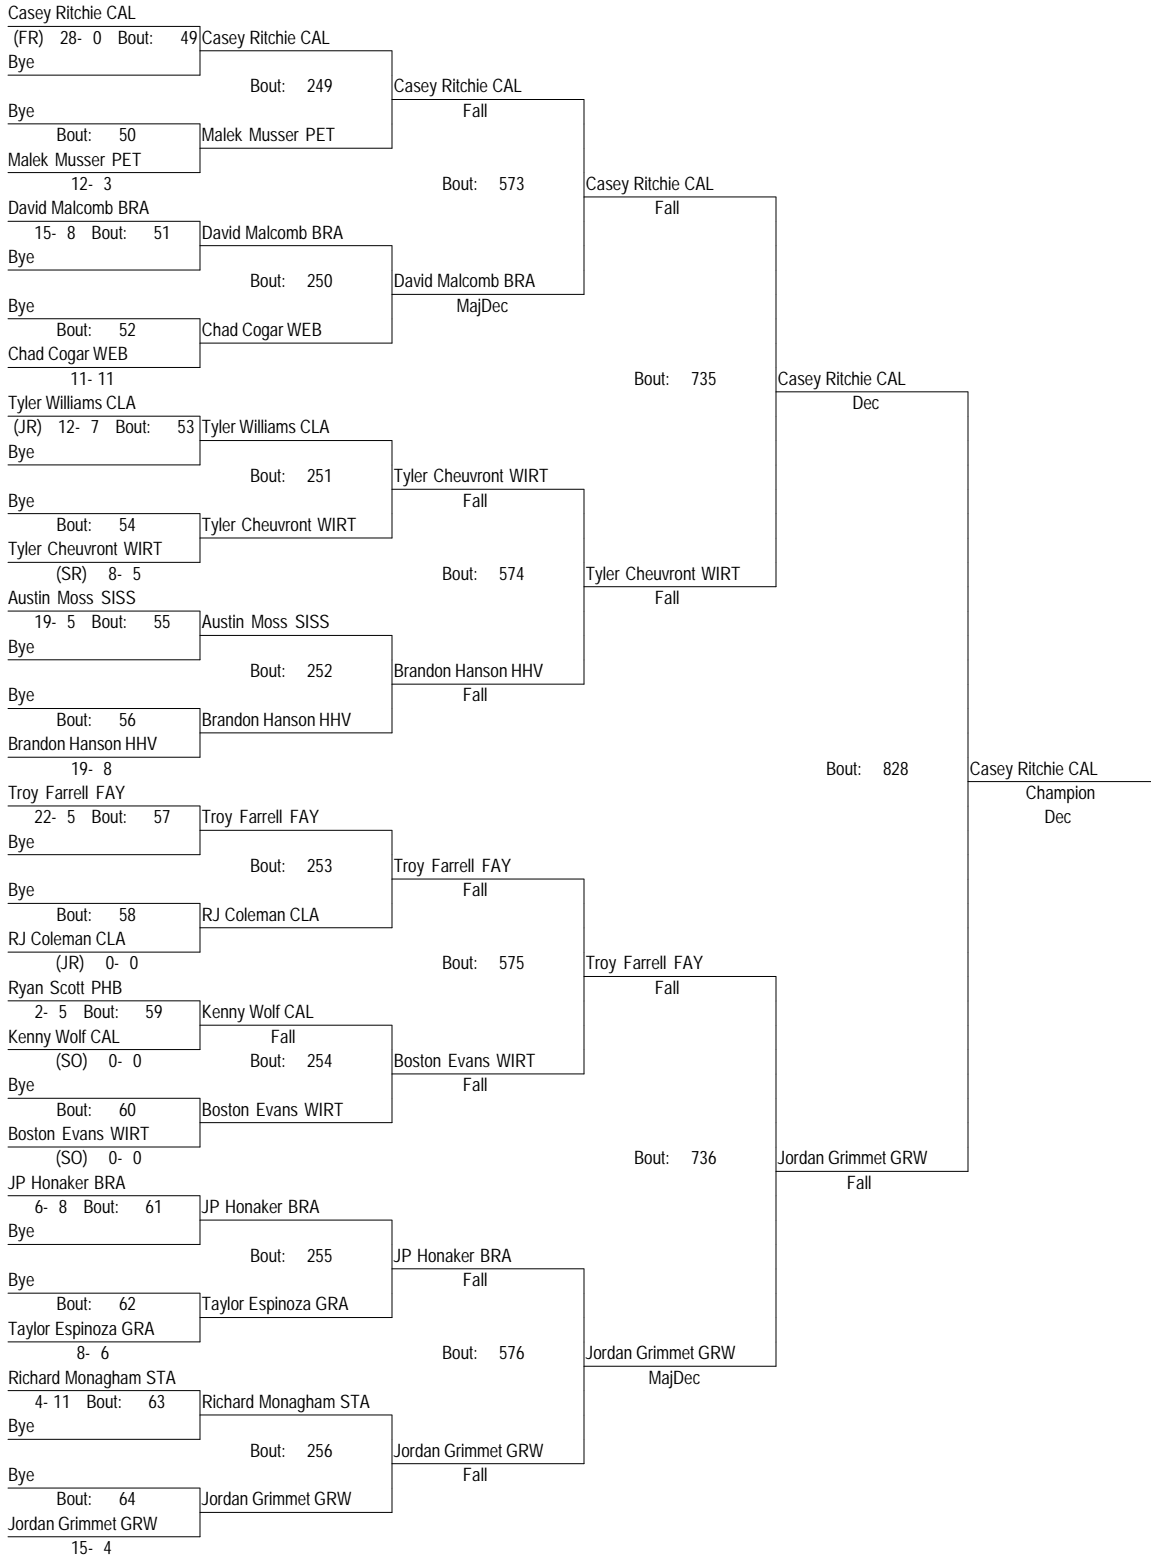 Casey Ritchie CAL
(FR) 28- 0 Bout: 49 Casey Ritchie CAL
Bye
Bout: 249 Casey Ritchie CAL
Bye Fall
Bout: 50 Malek Musser PET
Malek Musser PET
12- 3 Bout: 573 Casey Ritchie CAL
David Malcomb BRA Fall
15- 8 Bout: 51 David Malcomb BRA
Bye
Bout: 250 David Malcomb BRA
Bye MajDec
Bout: 52 Chad Cogar WEB
Chad Cogar WEB
11- 11 Bout: 735 Casey Ritchie CAL
Tyler Williams CLA Dec
(JR) 12- 7 Bout: 53 Tyler Williams CLA
Bye
Bout: 251 Tyler Cheuvront WIRT
Bye Fall
Bout: 54 Tyler Cheuvront WIRT
Tyler Cheuvront WIRT
(SR) 8- 5 Bout: 574 Tyler Cheuvront WIRT
Austin Moss SISS Fall
19- 5 Bout: 55 Austin Moss SISS
Bye
Bout: 252 Brandon Hanson HHV
Bye Fall
Bout: 56 Brandon Hanson HHV
Brandon Hanson HHV
19- 8 Bout: 828 Casey Ritchie CAL
Troy Farrell FAY Champion
22- 5 Bout: 57 Troy Farrell FAY Dec
Bye
Bout: 253 Troy Farrell FAY
Bye Fall
Bout: 58 RJ Coleman CLA
RJ Coleman CLA
(JR) 0- 0 Bout: 575 Troy Farrell FAY
Ryan Scott PHB Fall
2- 5 Bout: 59 Kenny Wolf CAL
Kenny Wolf CAL Fall
(SO) 0- 0 Bout: 254 Boston Evans WIRT
Bye Fall
Bout: 60 Boston Evans WIRT
Boston Evans WIRT
(SO) 0- 0 Bout: 736 Jordan Grimmet GRW
JP Honaker BRA Fall
6- 8 Bout: 61 JP Honaker BRA
Bye
Bout: 255 JP Honaker BRA
Bye Fall
Bout: 62 Taylor Espinoza GRA
Taylor Espinoza GRA
8- 6 Bout: 576 Jordan Grimmet GRW
Richard Monagham STA MajDec
4- 11 Bout: 63 Richard Monagham STA
Bye
Bout: 256 Jordan Grimmet GRW
Bye Fall
Bout: 64 Jordan Grimmet GRW
Jordan Grimmet GRW
15- 4